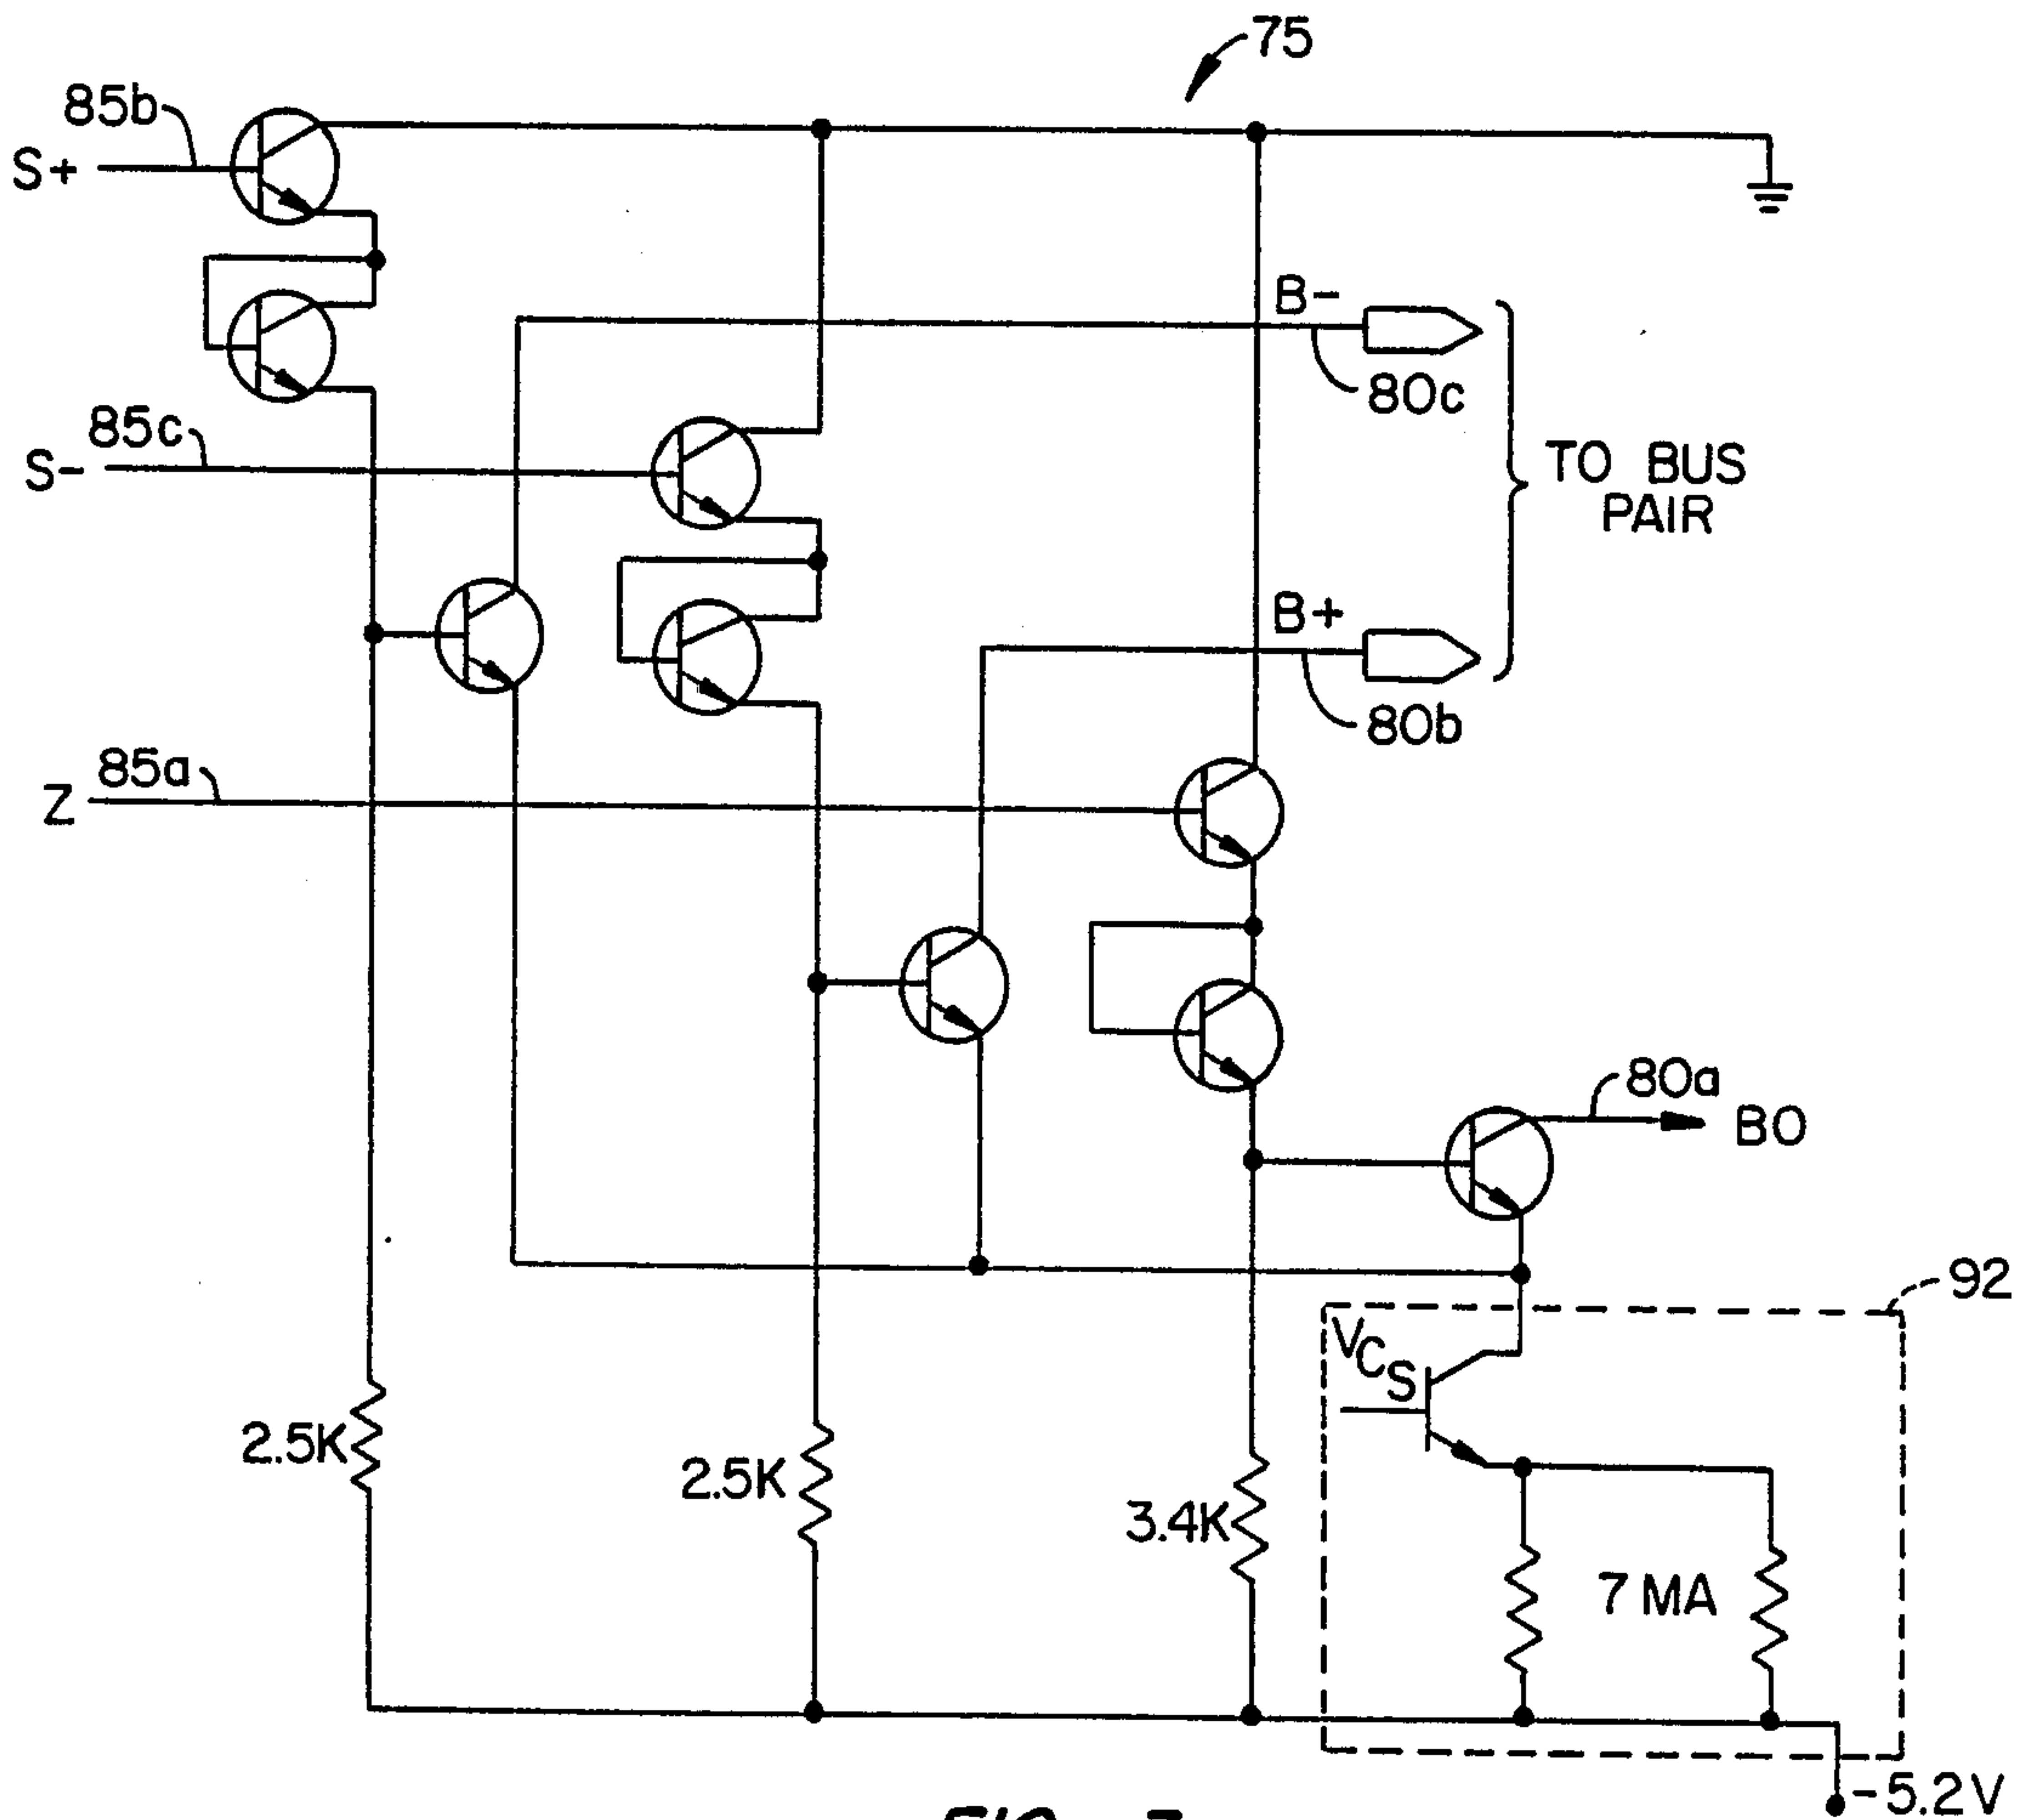 75
85b
S+
B-
80c
85c
S-
TO BUS
PAIR
B+
80b
85a
Z
80a
BO
92
VCS
2.5K
2.5K
3.4K
7 MA
-5.2V